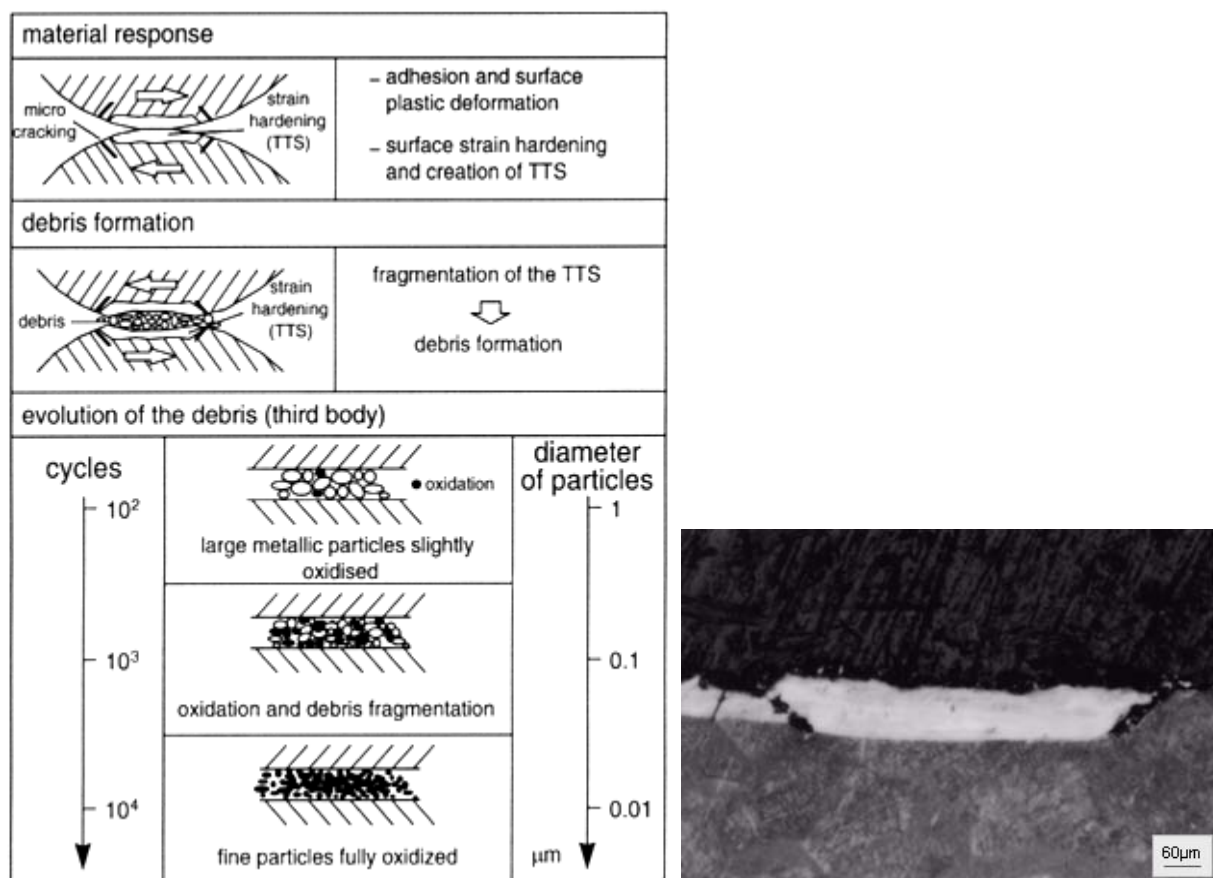 material response
micro
cracking
strain
hardening
(TTS)
– adhesion and surface
plastic deformation
– surface strain hardening
and creation of TTS
debris formation
debris
strain
hardening
(TTS)
fragmentation of the TTS
debris formation
evolution of the debris (third body)
cycles
10²
10³
10⁴
oxidation
large metallic particles slightly
oxidised
oxidation and debris fragmentation
fine particles fully oxidized
diameter
of particles
1
0.1
0.01
μm
60μm